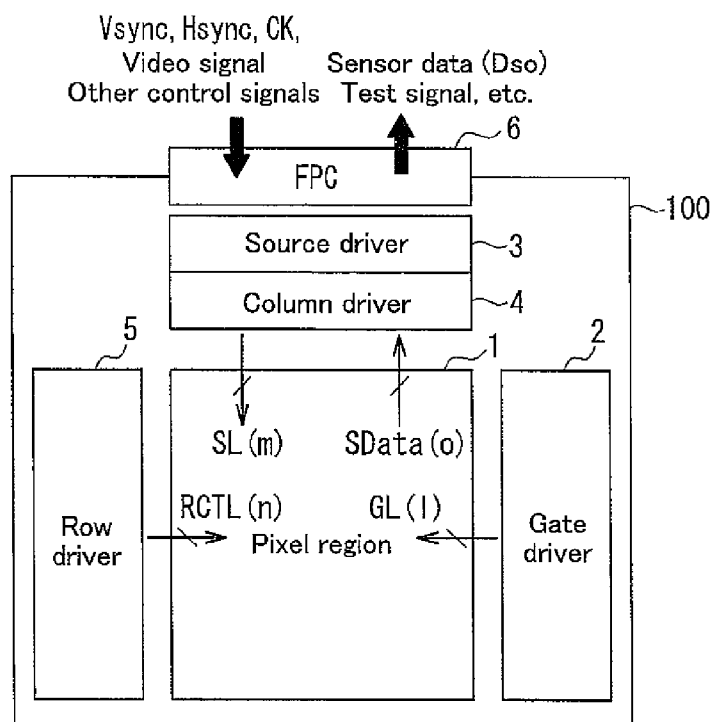 Vsync, Hsync, CK,
Video signal
Other control signals
Sensor data (Dso)
Test signal, etc.
6
FPC
100
Source driver
3
Column driver
4
5
1
2
SL(m)
SData(o)
RCTL(n)
GL(l)
Row
driver
Pixel region
Gate
driver